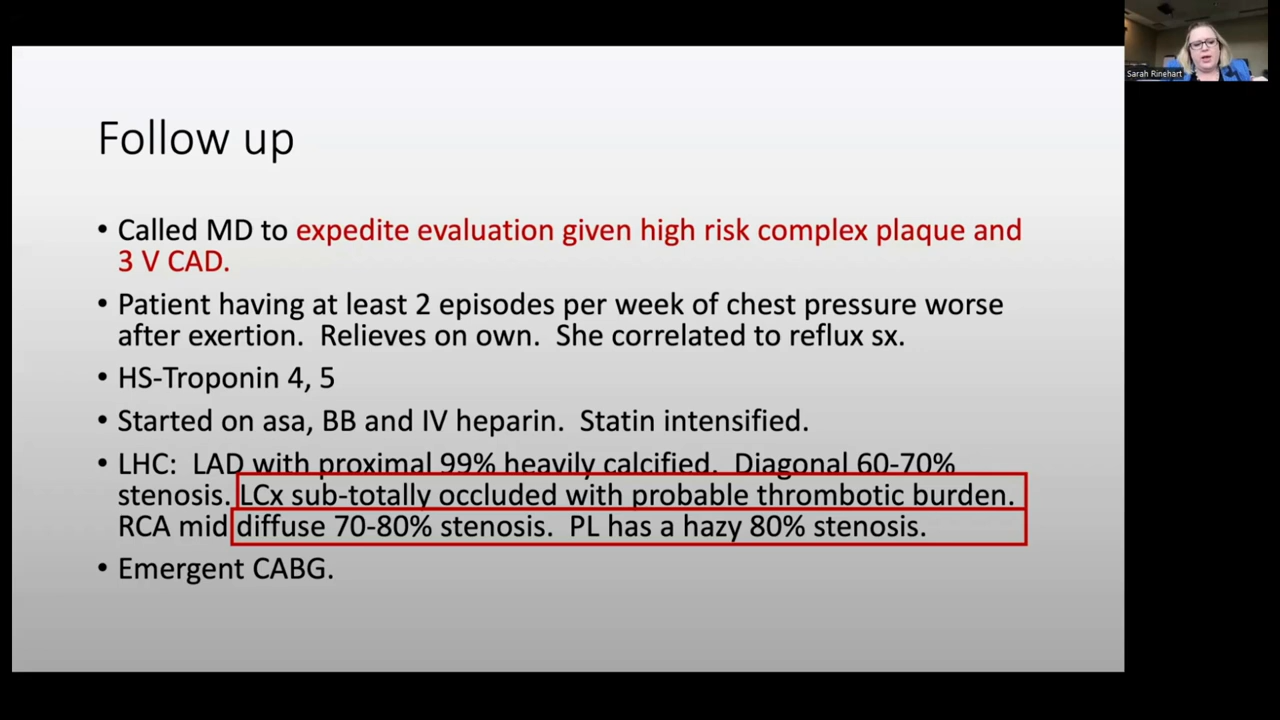 Sarah Rinehart
Follow up
• Called MD to expedite evaluation given high risk complex plaque and
3 V CAD.
• Patient having at least 2 episodes per week of chest pressure worse
after exertion. Relieves on own. She correlated to reflux sx.
• HS-Troponin 4, 5
• Started on asa, BB and IV heparin. Statin intensified.
• LHC: LAD with proximal 99% heavily calcified. Diagonal 60-70%
stenosis. LCx sub-totally occluded with probable thrombotic burden.
RCA mid diffuse 70-80% stenosis. PL has a hazy 80% stenosis.
• Emergent CABG.